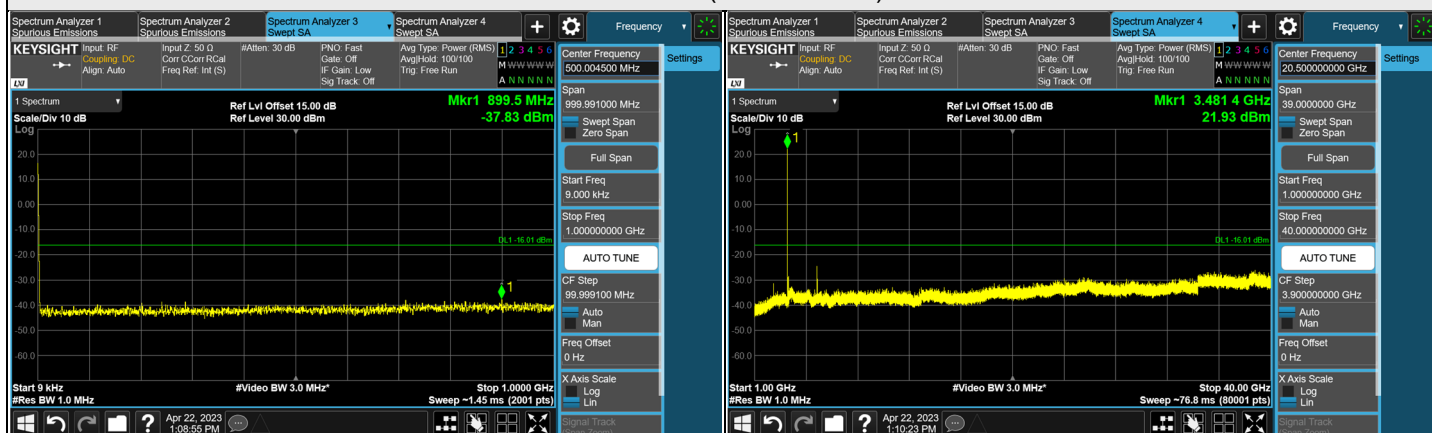 Spectrum Analyzer 1
Spurious Emissions
Spectrum Analyzer 2
Spurious Emissions
Spectrum Analyzer 3
Swept SA
Spectrum Analyzer 4
Swept SA
+
Frequency
KEYSIGHT
Input: RF
Coupling: DC
Align: Auto
Input Z: 50 Ω
Corr CCorr RCal
Freq Ref: Int (S)
#Atten: 30 dB
PNO: Fast
Gate: Off
IF Gain: Low
Sig Track: Off
Avg Type: Power (RMS)
Avg|Hold: 100/100
Trig: Free Run
1 2 3 4 5 6
M W W W W W
A N N N N N
LXI
1 Spectrum
Scale/Div 10 dB
Log
Ref Lvl Offset 15.00 dB
Ref Level 30.00 dBm
Mkr1 899.5 MHz
-37.83 dBm
20.0
10.0
0.00
-10.0
-20.0
-30.0
-40.0
-50.0
-60.0
DL1 -16.01 dBm
1
Start 9 kHz
#Res BW 1.0 MHz
#Video BW 3.0 MHz*
Stop 1.0000 GHz
Sweep ~1.45 ms (2001 pts)
Center Frequency
500.004500 MHz
Settings
Span
999.991000 MHz
Swept Span
Zero Span
Full Span
Start Freq
9.000 kHz
Stop Freq
1.000000000 GHz
AUTO TUNE
CF Step
99.999100 MHz
Auto
Man
Freq Offset
0 Hz
X Axis Scale
Log
Lin
Signal Track
?
Apr 22, 2023
1:08:55 PM
Spectrum Analyzer 1
Spurious Emissions
Spectrum Analyzer 2
Spurious Emissions
Spectrum Analyzer 3
Swept SA
Spectrum Analyzer 4
Swept SA
+
Frequency
KEYSIGHT
Input: RF
Coupling: DC
Align: Auto
Input Z: 50 Ω
Corr CCorr RCal
Freq Ref: Int (S)
#Atten: 30 dB
PNO: Fast
Gate: Off
IF Gain: Low
Sig Track: Off
Avg Type: Power (RMS)
Avg|Hold: 100/100
Trig: Free Run
1 2 3 4 5 6
M W W W W W
A N N N N N
LXI
1 Spectrum
Scale/Div 10 dB
Log
Ref Lvl Offset 15.00 dB
Ref Level 30.00 dBm
Mkr1 3.481 4 GHz
21.93 dBm
20.0
10.0
0.00
-10.0
-20.0
-30.0
-40.0
-50.0
-60.0
DL1 -16.01 dBm
1
Start 1.00 GHz
#Res BW 1.0 MHz
#Video BW 3.0 MHz*
Stop 40.00 GHz
Sweep ~76.8 ms (80001 pts)
Center Frequency
20.500000000 GHz
Settings
Span
39.0000000 GHz
Swept Span
Zero Span
Full Span
Start Freq
1.000000000 GHz
Stop Freq
40.000000000 GHz
AUTO TUNE
CF Step
3.900000000 GHz
Auto
Man
Freq Offset
0 Hz
X Axis Scale
Log
Lin
Signal Track
?
Apr 22, 2023
1:10:23 PM